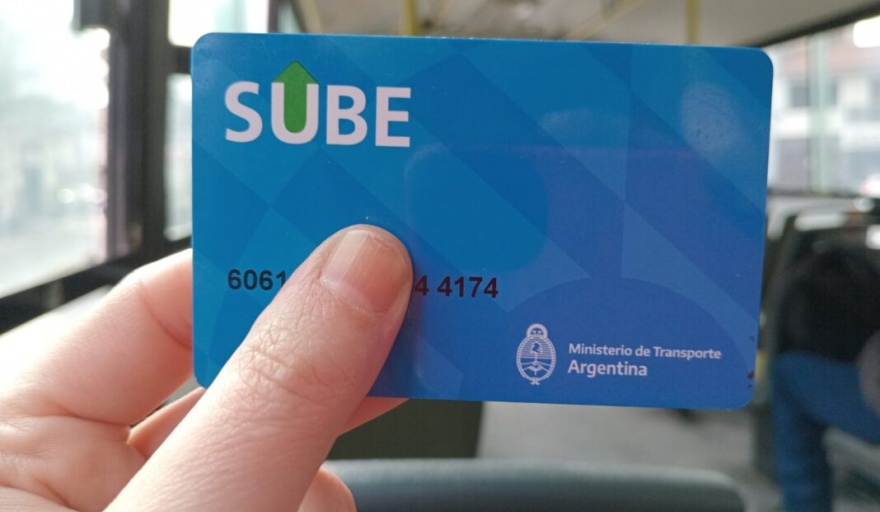 SUBE
6061 4 4174
Ministerio de Transporte
Argentina